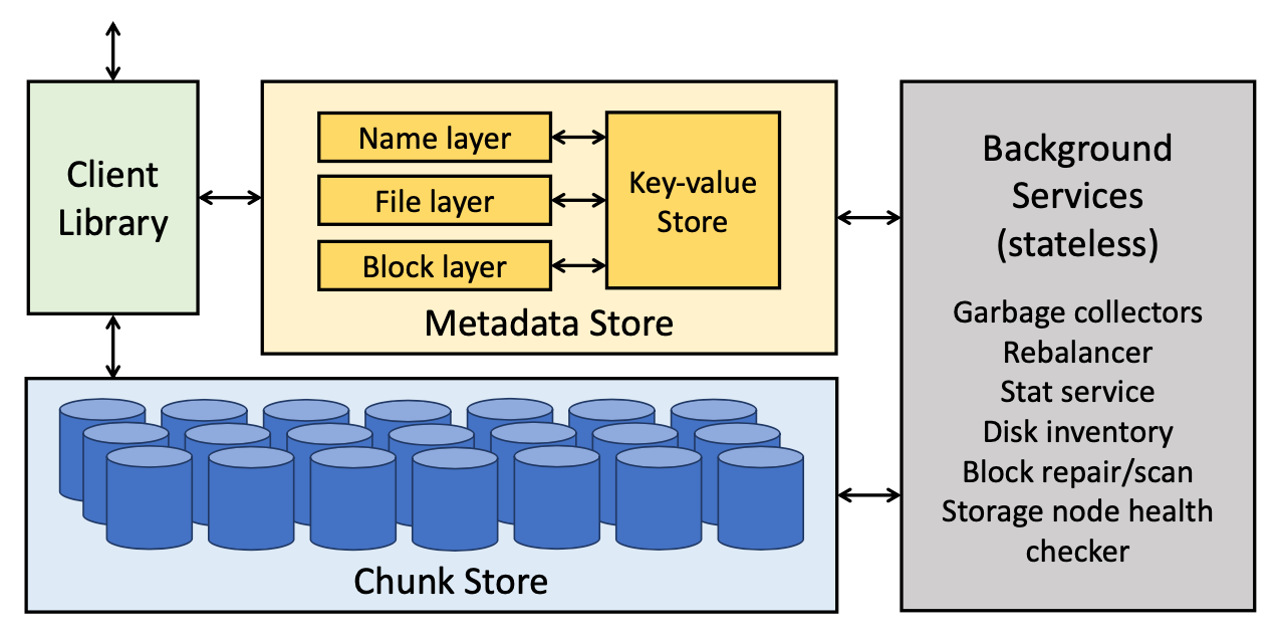 Client
Library
Name layer
File layer
Block layer
Key-value
Store
Metadata Store
Chunk Store
Background
Services
(stateless)
Garbage collectors
Rebalancer
Stat service
Disk inventory
Block repair/scan
Storage node health
checker